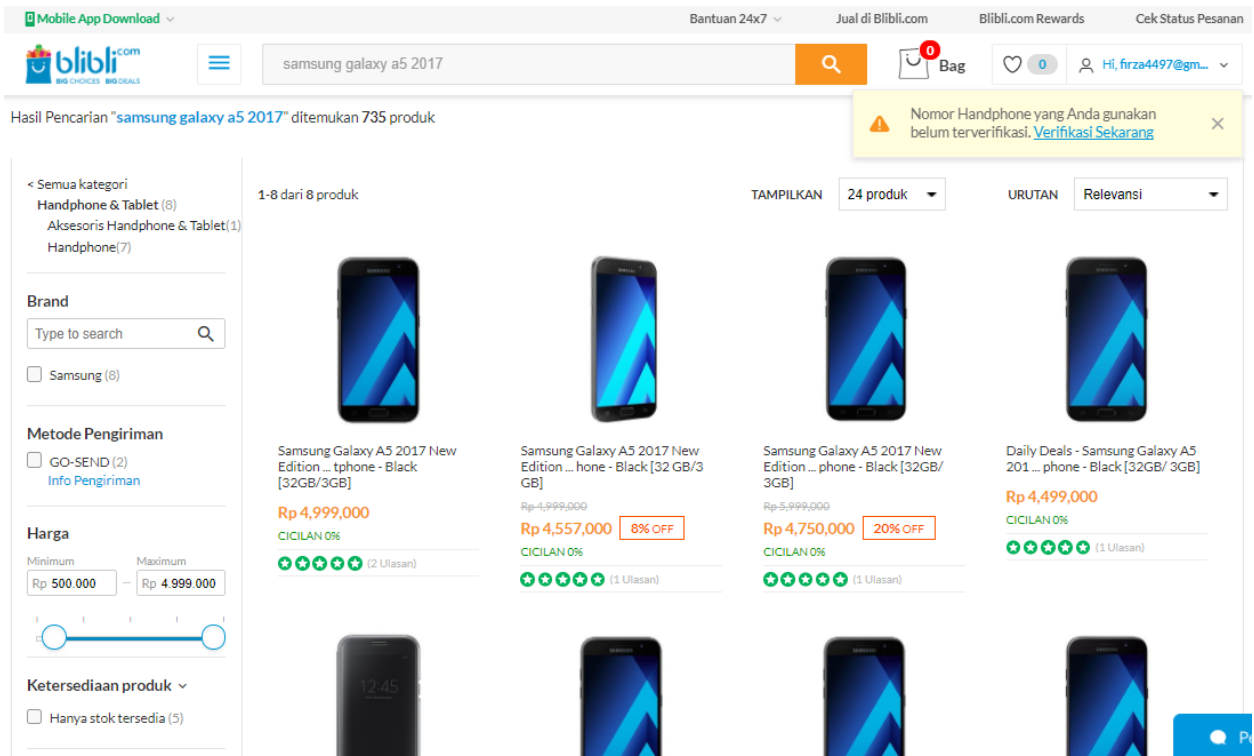 Mobile App Download
Bantuan 24x7
Jual di Blibli.com
Blibli.com Rewards
Cek Status Pesanan
blibli.com
BIG CHOICES BIG DEALS
samsung galaxy a5 2017
0
Bag
0
Hi, firza4497@gm...
Hasil Pencarian "samsung galaxy a5 2017" ditemukan 735 produk
Nomor Handphone yang Anda gunakan
belum terverifikasi. Verifikasi Sekarang
< Semua kategori
Handphone & Tablet (8)
Aksesoris Handphone & Tablet(1)
Handphone(7)
1-8 dari 8 produk
TAMPILKAN
24 produk
URUTAN
Relevansi
Brand
Type to search
Samsung (8)
Metode Pengiriman
GO-SEND (2)
Info Pengiriman
Harga
Minimum
Maximum
Rp 500.000
–
Rp 4.999.000
Ketersediaan produk
Hanya stok tersedia (5)
SAMSUNG
Samsung Galaxy A5 2017 New
Edition ... tphone - Black
[32GB/3GB]
Rp 4,999,000
CICILAN 0%
(2 Ulasan)
SAMSUNG
Samsung Galaxy A5 2017 New
Edition ... hone - Black [32 GB/3
GB]
Rp 4,999,000
Rp 4,557,000
8% OFF
CICILAN 0%
(1 Ulasan)
SAMSUNG
Samsung Galaxy A5 2017 New
Edition ... phone - Black [32GB/
3GB]
Rp 5,999,000
Rp 4,750,000
20% OFF
CICILAN 0%
(1 Ulasan)
SAMSUNG
Daily Deals - Samsung Galaxy A5
201 ... phone - Black [32GB/ 3GB]
Rp 4,499,000
CICILAN 0%
(1 Ulasan)
12:45
SAMSUNG
SAMSUNG
SAMSUNG